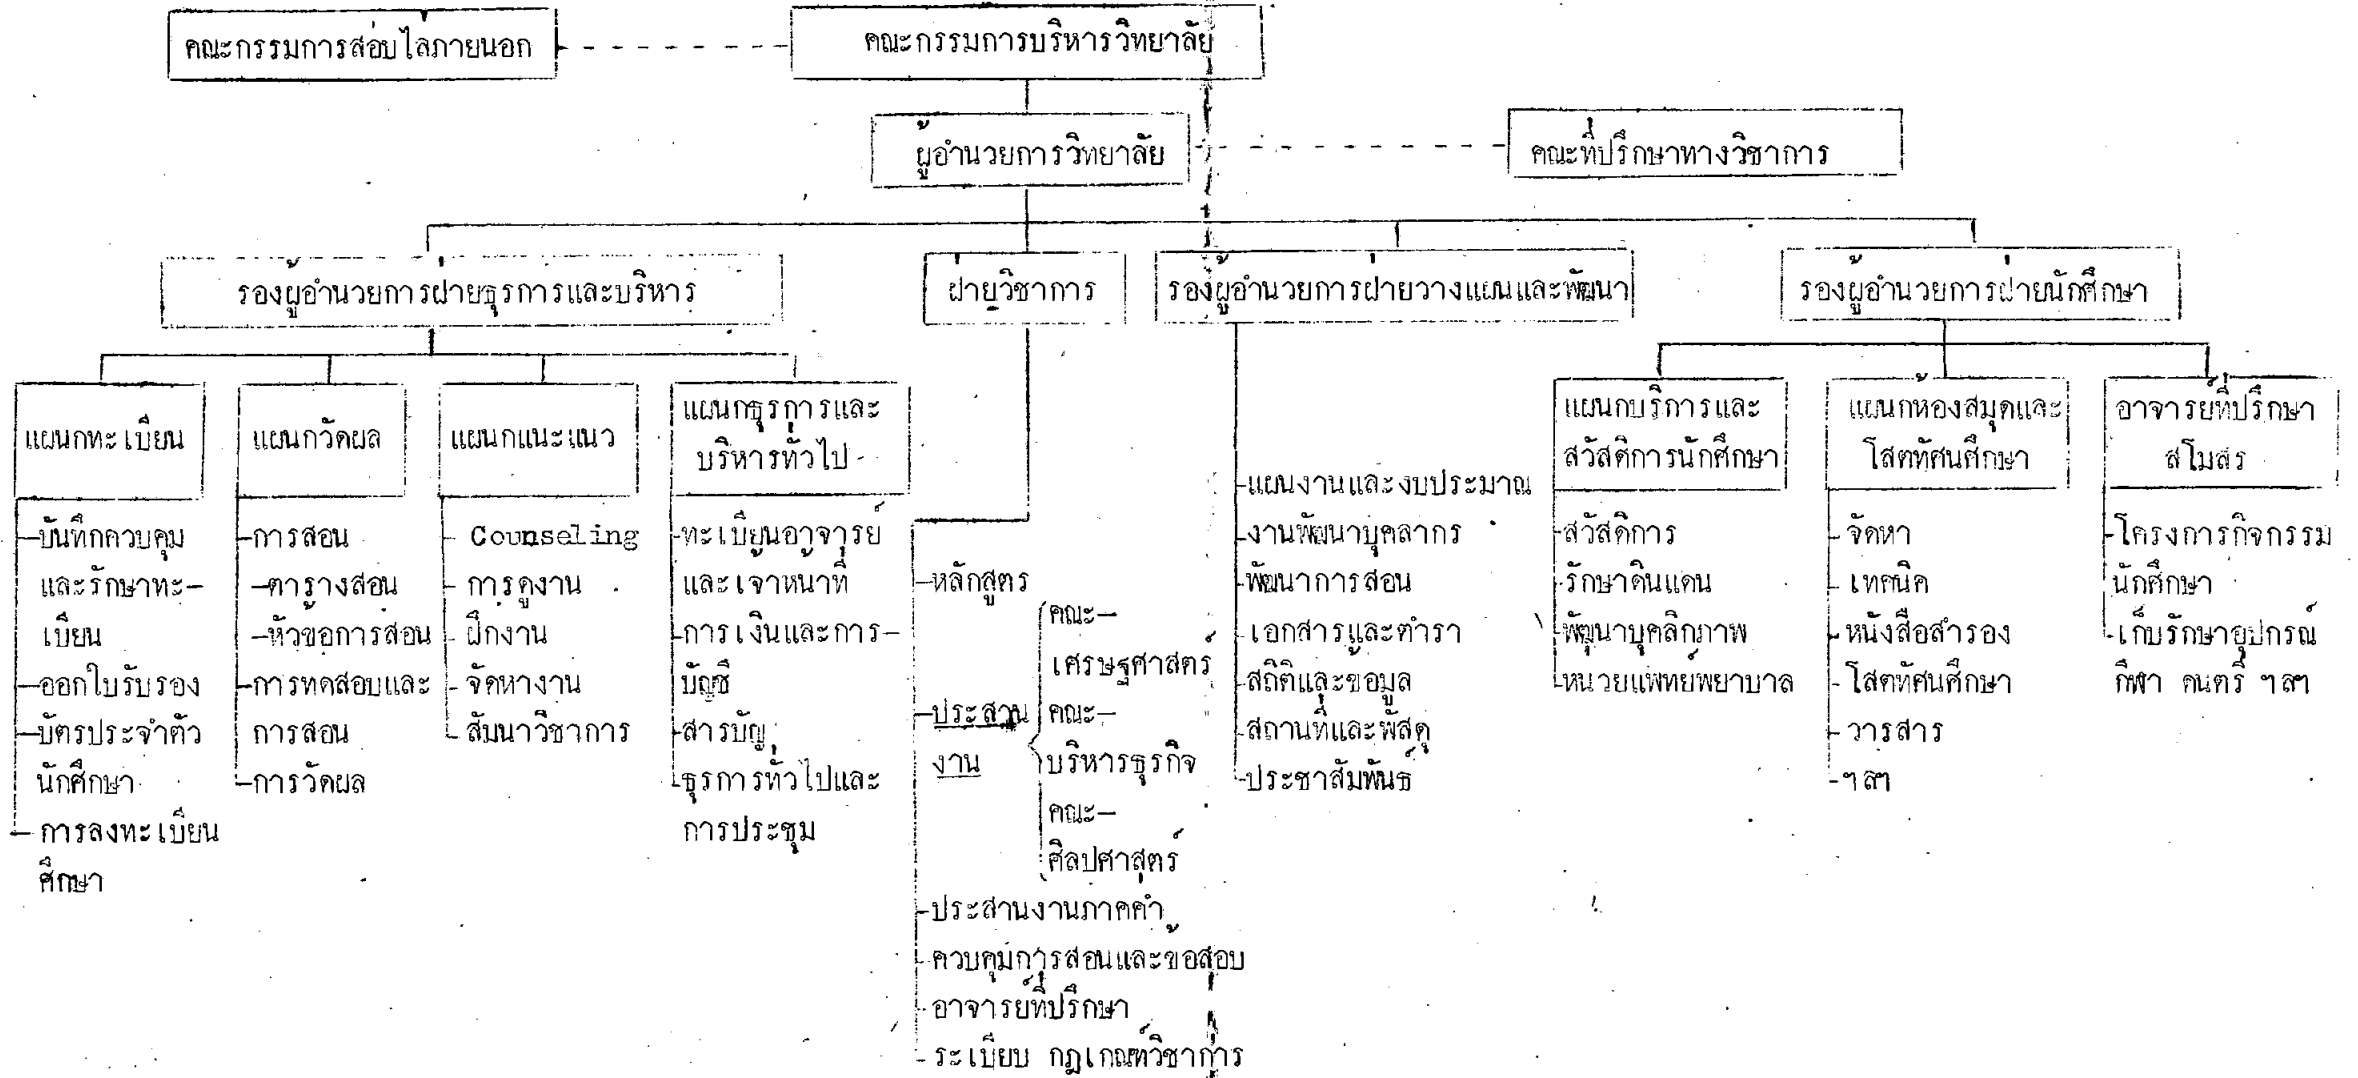 คณะกรรมการสอบไล่ภายนอก
คณะกรรมการบริหารวิทยาลัย
ผู้อำนวยการวิทยาลัย
คณะที่ปรึกษาทางวิชาการ
รองผู้อำนวยการฝ่ายธุรการและบริหาร
ฝ่ายวิชาการ
รองผู้อำนวยการฝ่ายวางแผนและพัฒนา
รองผู้อำนวยการฝ่ายนักศึกษา
แผนกทะเบียน
-บันทึกควบคุม
และรักษาทะ-
เบียน
-ออกใบรับรอง
-บัตรประจำตัว
นักศึกษา
- การลงทะเบียน
ศึกษา
แผนกวัดผล
-การสอน
-ตารางสอน
-หัวข้อการสอน
-การทดสอบและ
การสอน
-การวัดผล
แผนกแนะแนว
- Counseling
- การดูงาน
- ฝึกงาน
- จัดหางาน
- สัมนาวิชาการ
แผนกธุรการและ
บริหารทั่วไป
-ทะเบียนอาจารย์
และเจ้าหน้าที่
-การเงินและการ-
บัญชี
-สารบัญ
-ธุรการทั่วไปและ
การประชุม
-หลักสูตร
-ประสาน
งาน
คณะ-
เศรษฐศาสตร์
คณะ-
บริหารธุรกิจ
คณะ-
ศิลปศาสตร์
-ประสานงานภาคค่ำ
-ควบคุมการสอนและข้อสอบ
-อาจารย์ที่ปรึกษา
-ระเบียบ กฎเกณฑ์วิชาการ
-แผนงานและงบประมาณ
-งานพัฒนาบุคลากร
-พัฒนาการสอน
-เอกสารและตำรา
-สถิติและข้อมูล
-สถานที่และพัสดุ
-ประชาสัมพันธ์
แผนกบริการและ
สวัสดิการนักศึกษา
-สวัสดิการ
-รักษาดินแดน
-พัฒนาบุคลิกภาพ
-หน่วยแพทย์พยาบาล
แผนกห้องสมุดและ
โสตทัศนศึกษา
- จัดหา
- เทคนิค
- หนังสือสำรอง
- โสตทัศนศึกษา
- วารสาร
-ฯลฯ
อาจารย์ที่ปรึกษา
สโมสร
-โครงการกิจกรรม
นักศึกษา
-เก็บรักษาอุปกรณ์
กีฬา ดนตรี ฯลฯ